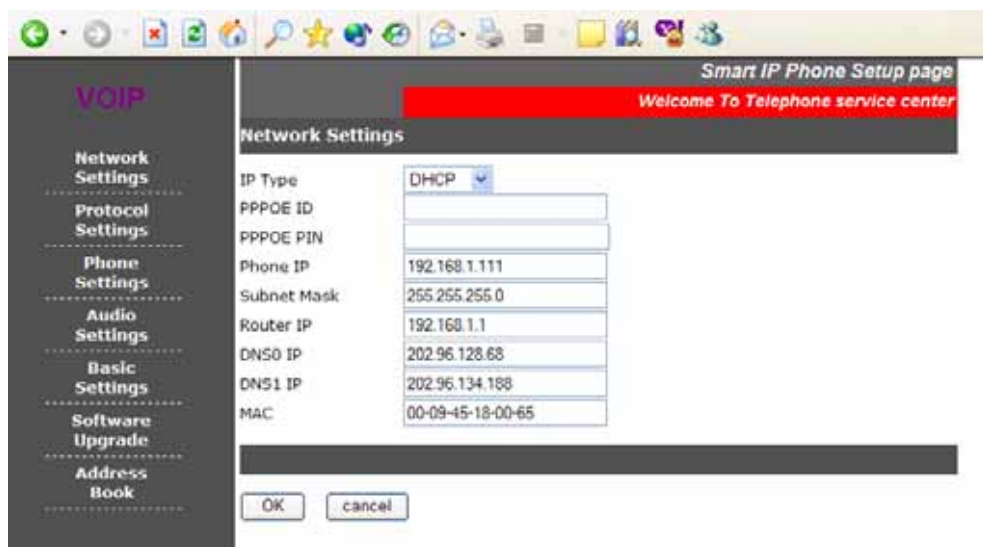 Smart IP Phone Setup page
VOIP
Welcome To Telephone service center
Network Settings
Network
Settings
Protocol
Settings
Phone
Settings
Audio
Settings
Basic
Settings
Software
Upgrade
Address
Book
IP Type DHCP
PPPOE ID
PPPOE PIN
Phone IP 192.168.1.111
Subnet Mask 255.255.255.0
Router IP 192.168.1.1
DNS0 IP 202.96.128.68
DNS1 IP 202.96.134.188
MAC 00-09-45-18-00-65
OK cancel